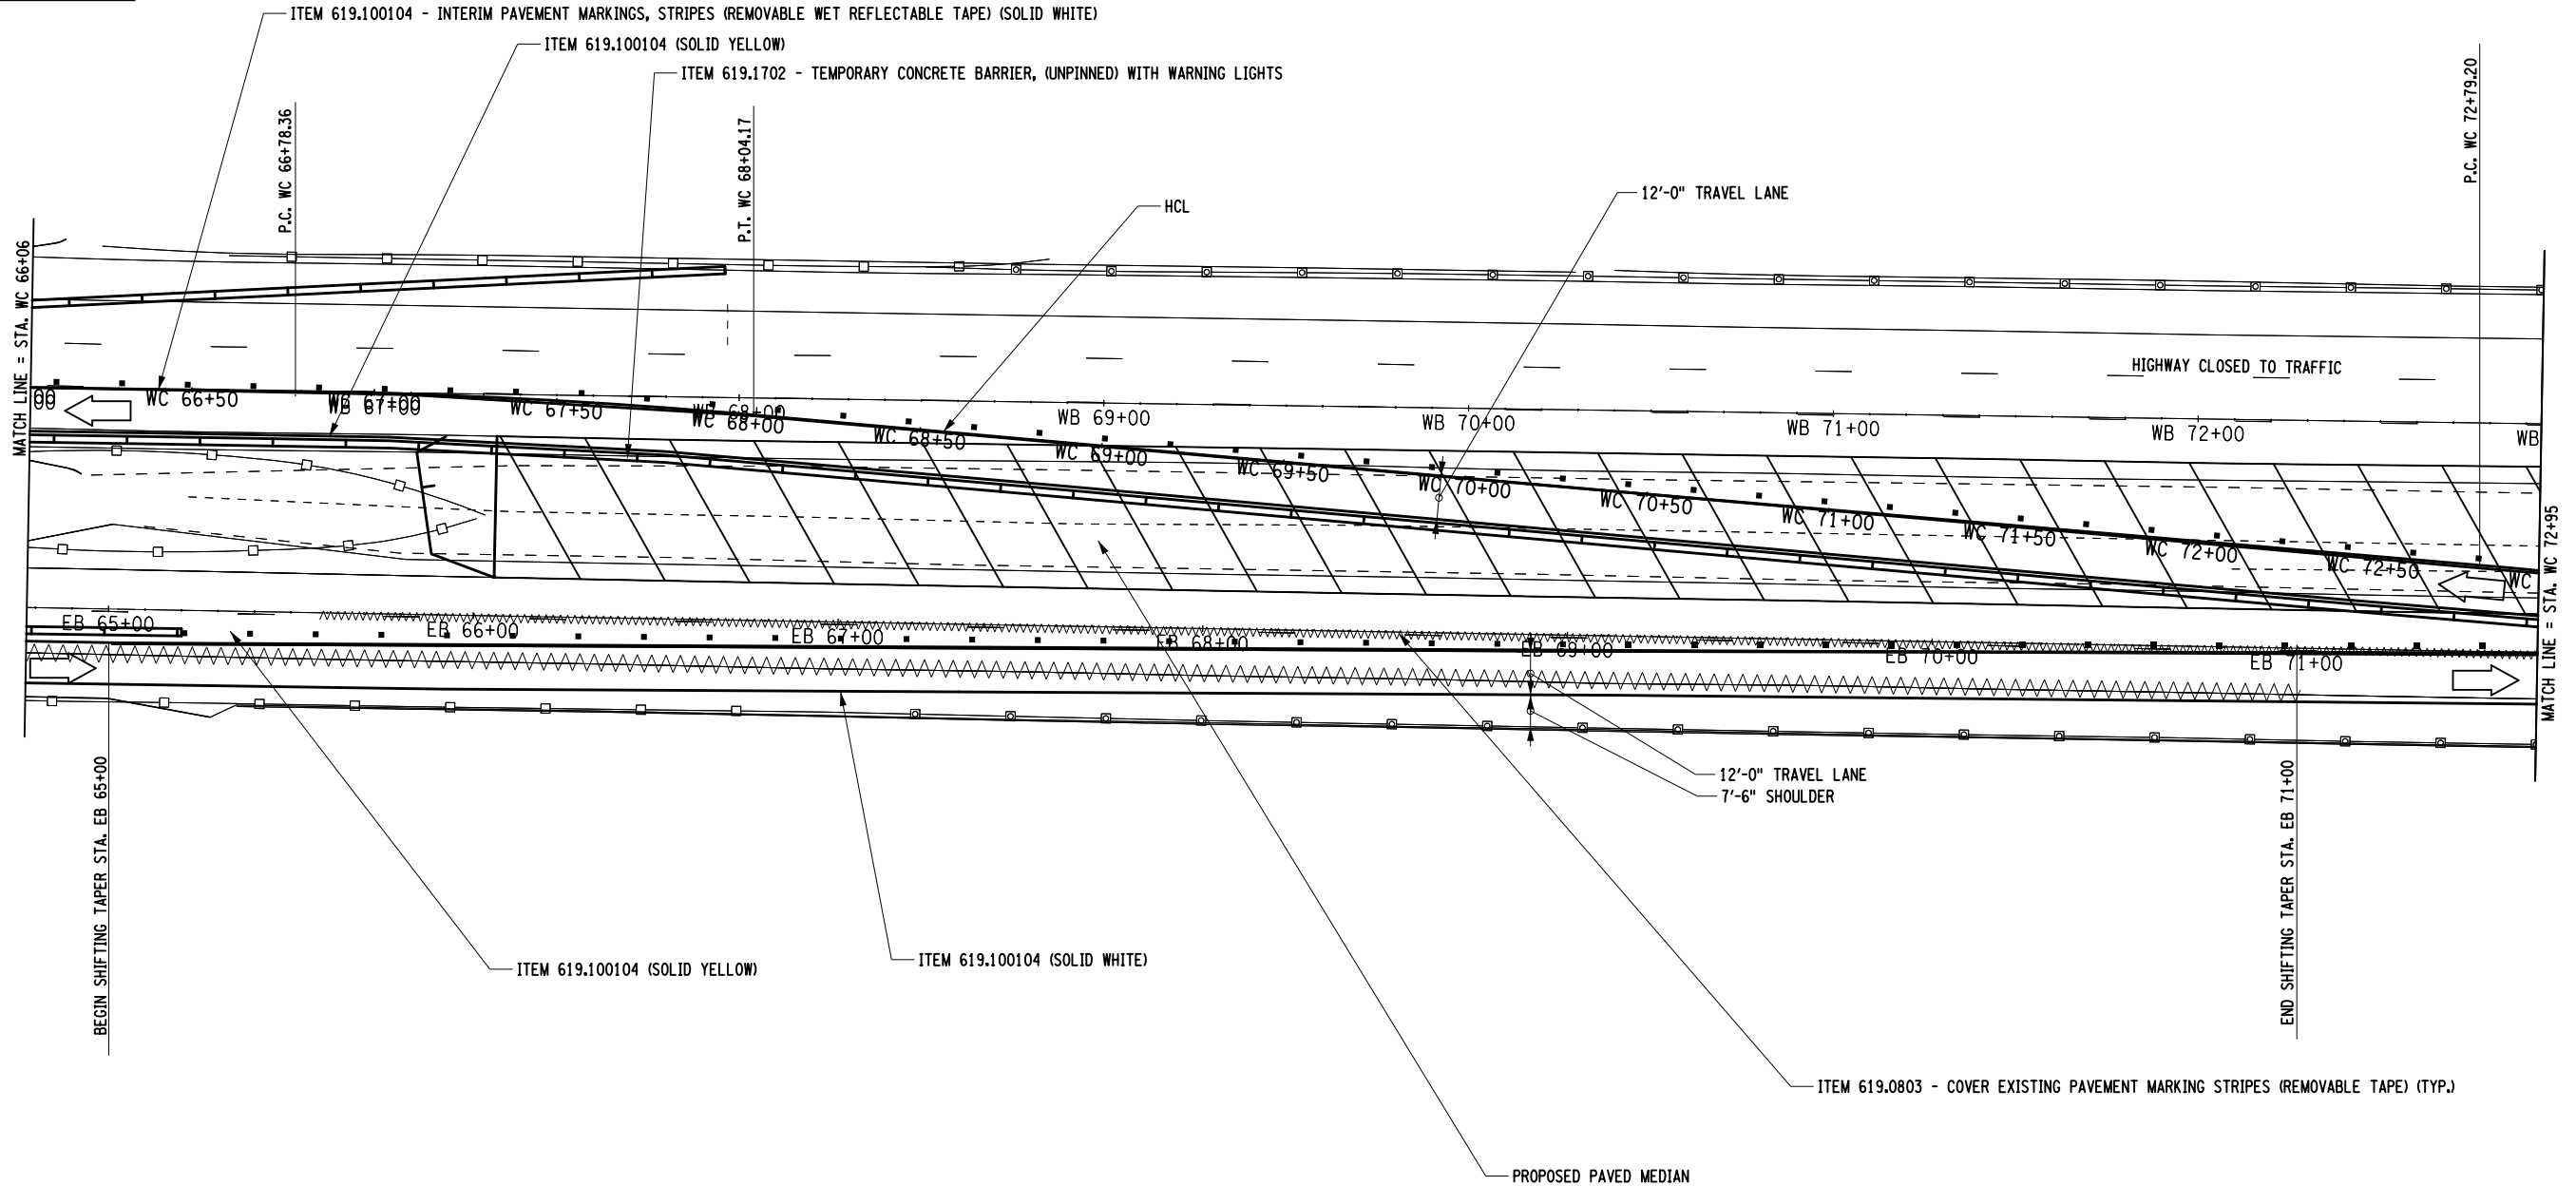 ITEM 619.100104 - INTERIM PAVEMENT MARKINGS, STRIPES (REMOVABLE WET REFLECTABLE TAPE) (SOLID WHITE)
ITEM 619.100104 (SOLID YELLOW)
ITEM 619.1702 - TEMPORARY CONCRETE BARRIER, (UNPINNED) WITH WARNING LIGHTS
P.C. WC 66+78.36
P.T. WC 68+04.17
P.C. WC 72+79.20
HCL
12'-0" TRAVEL LANE
MATCH LINE = STA. WC 66+06
HIGHWAY CLOSED TO TRAFFIC
00
00
WC 66+50
WC 67+00
WB 67+00
WC 67+50
WB 68+00
WC 68+00
WC 68+50
WB 69+00
WC 69+00
WC 69+50
WB 70+00
WC 70+00
WC 70+50
WB 71+00
WC 71+00
WC 71+50
WB 72+00
WC 72+00
WC 72+50
WB
WC
EB 65+00
EB 66+00
EB 67+00
EB 68+00
EB 69+00
EB 70+00
EB 71+00
MATCH LINE = STA. WC 72+95
12'-0" TRAVEL LANE
7'-6" SHOULDER
BEGIN SHIFTING TAPER STA. EB 65+00
END SHIFTING TAPER STA. EB 71+00
ITEM 619.100104 (SOLID YELLOW)
ITEM 619.100104 (SOLID WHITE)
ITEM 619.0803 - COVER EXISTING PAVEMENT MARKING STRIPES (REMOVABLE TAPE) (TYP.)
PROPOSED PAVED MEDIAN